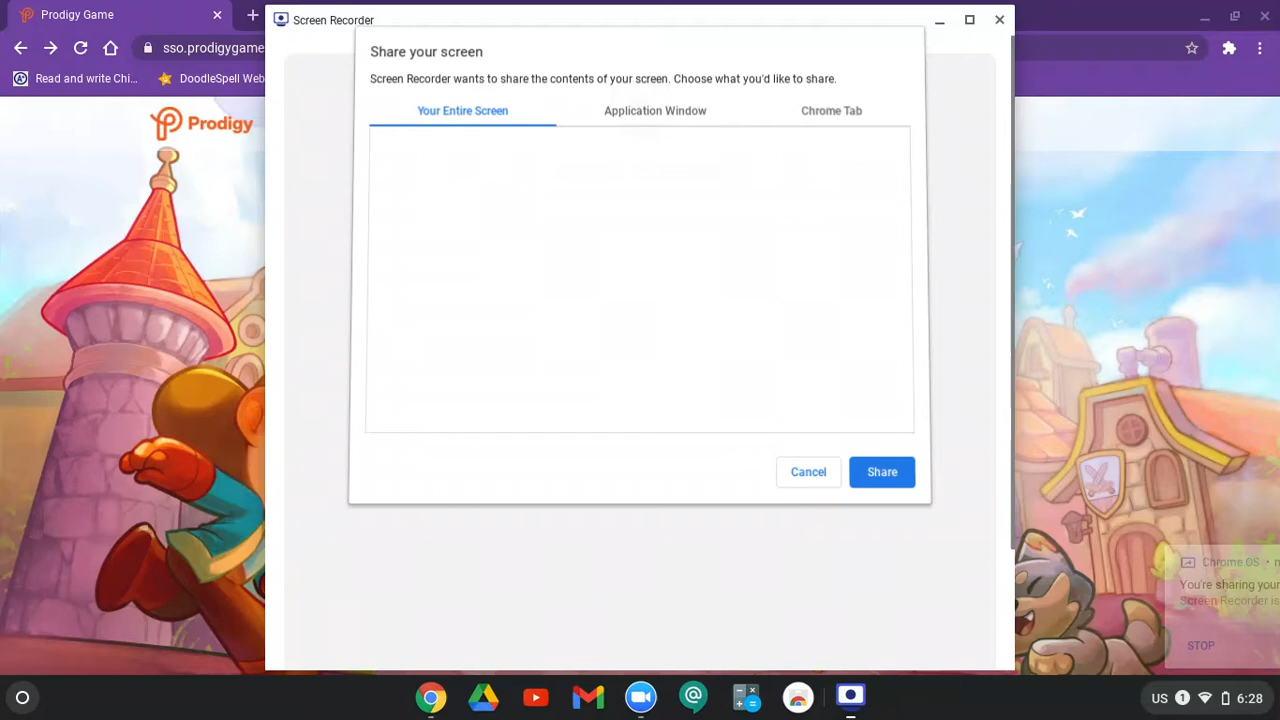 Prodigy Game
sso.prodigygame
Read and write Chi...
DoodleSpell Web
Prodigy
Screen Recorder
Share your screen
Screen Recorder wants to share the contents of your screen. Choose what you'd like to share.
Your Entire Screen
Application Window
Chrome Tab
Cancel
Share
Chrome OS •
You're sharing your
Screen Recorder is
STOP
US 1 6:28